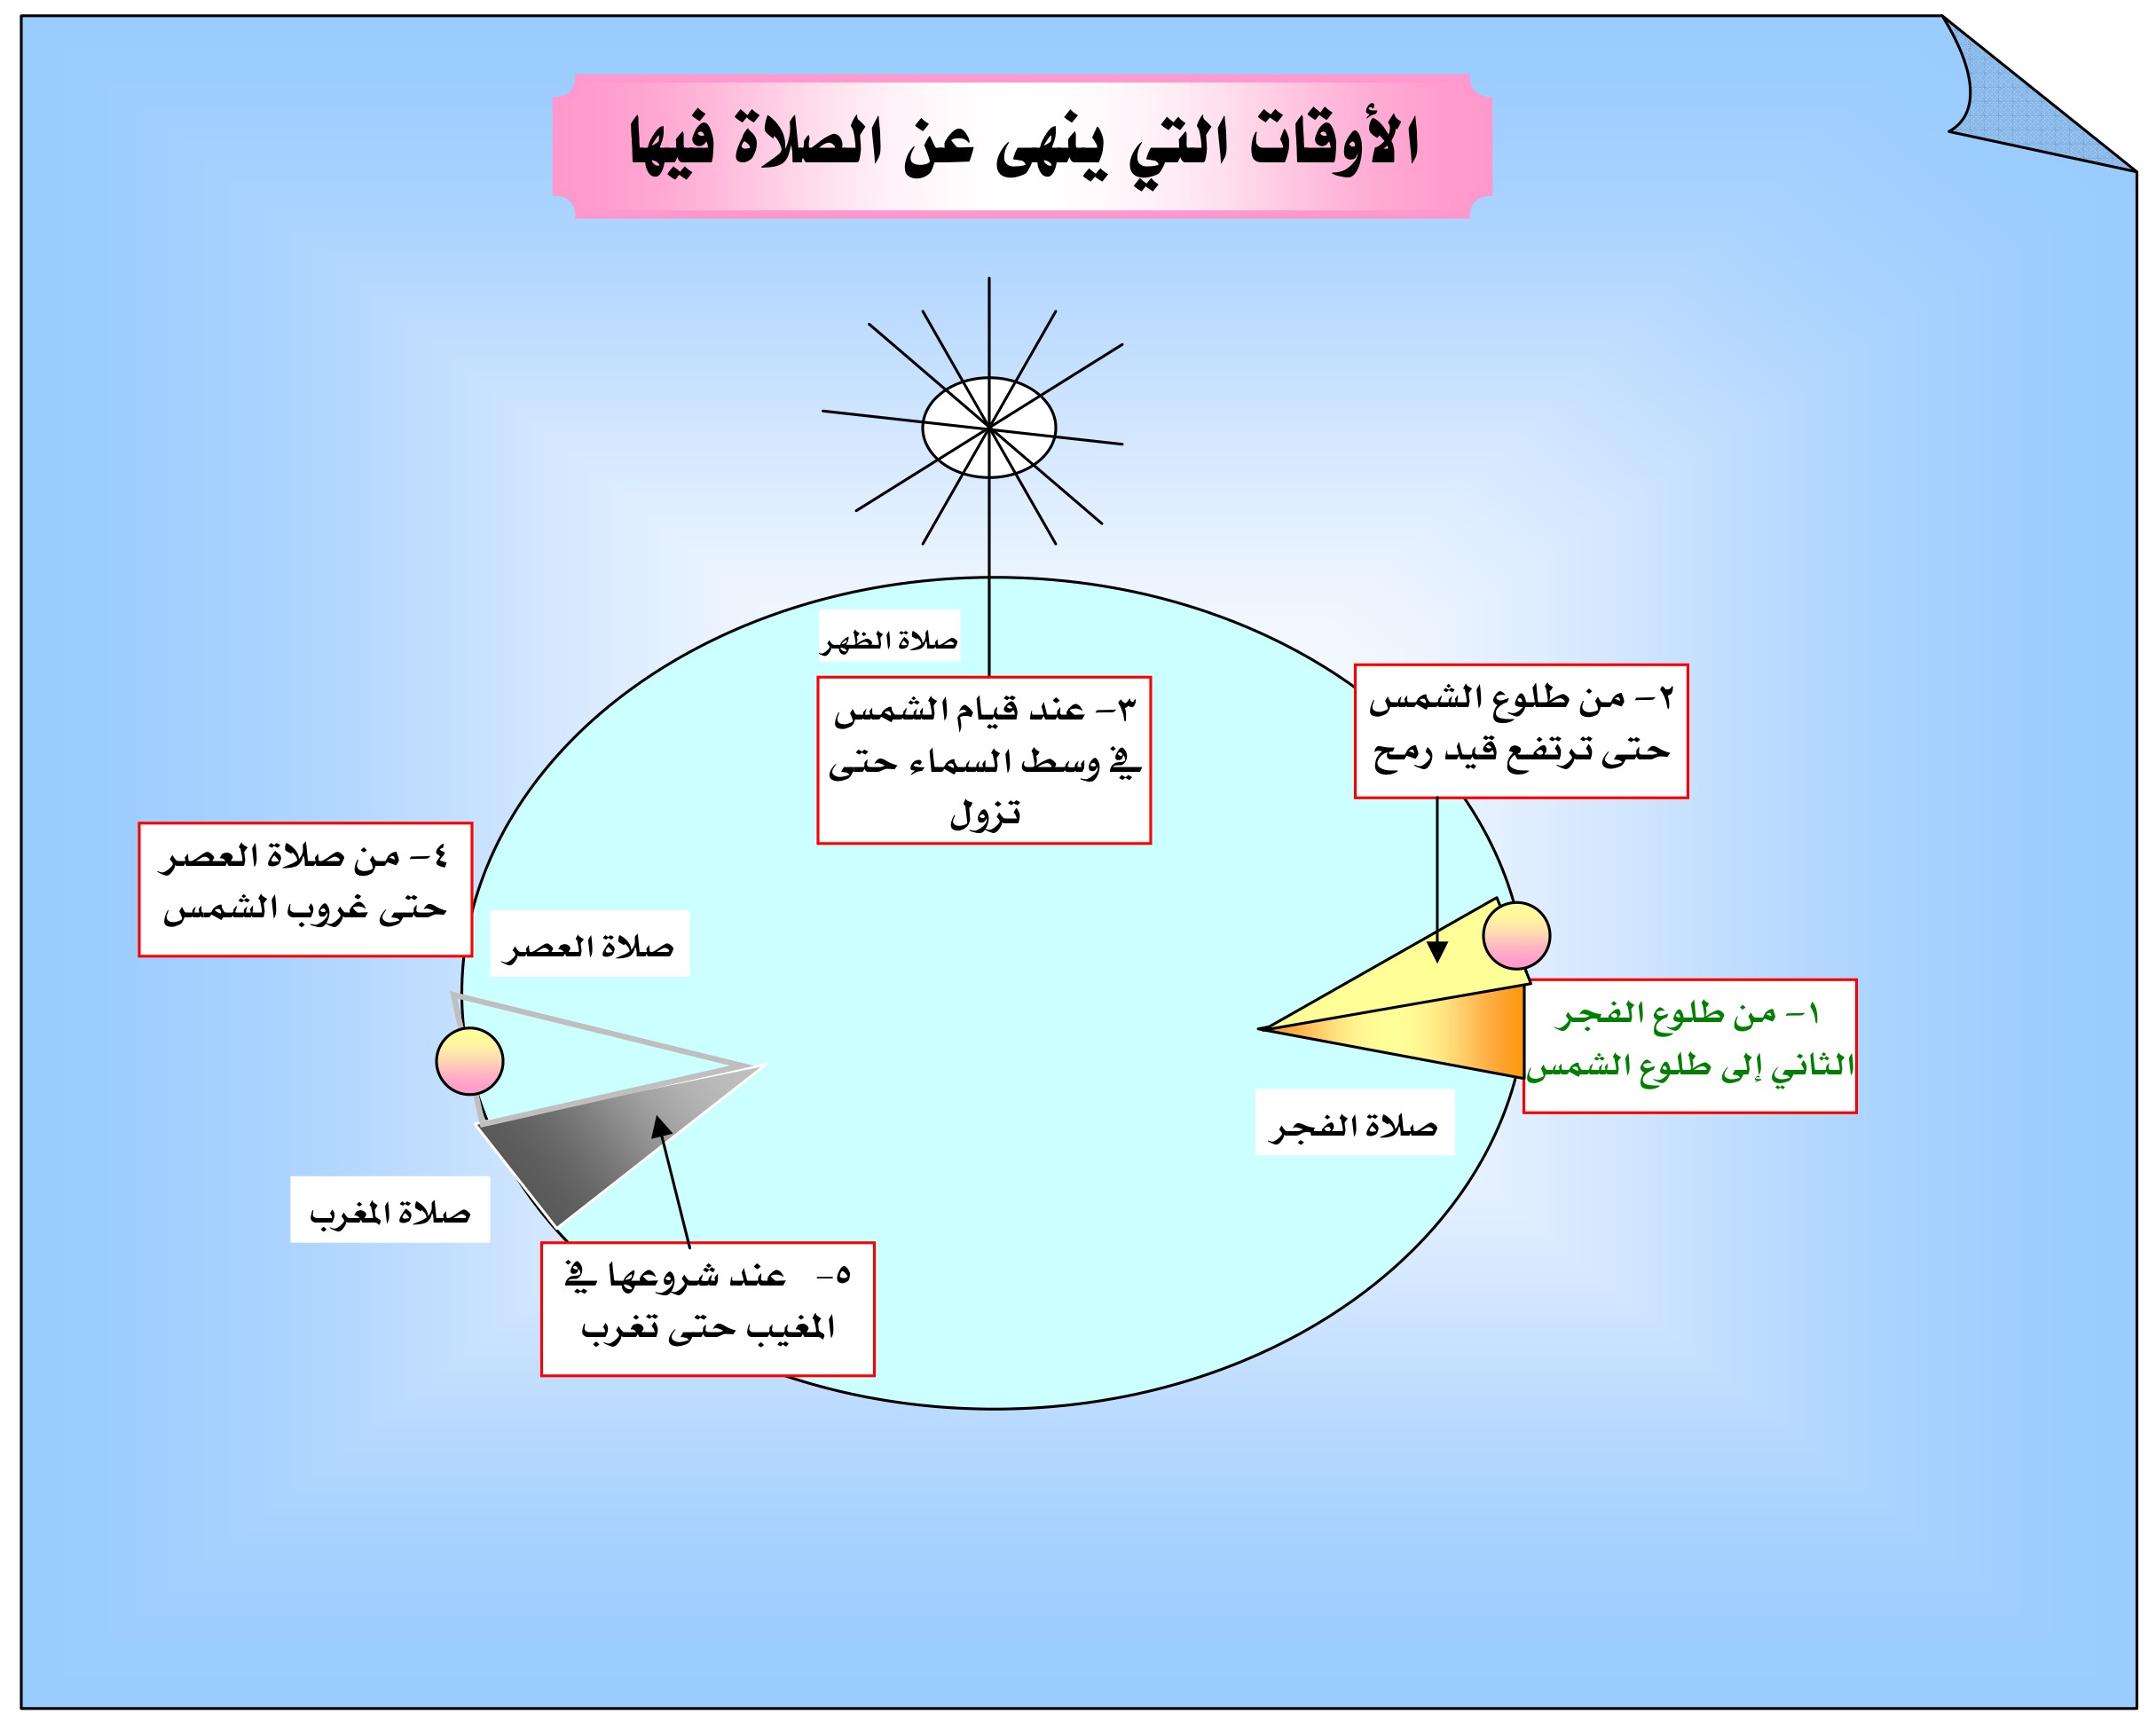 الأوقات التي ينهى عن الصلاة فيها
صلاة الظهر
٣- عند قيام الشمس
في وسط السماء حتى
تزول
٢- من طلوع الشمس
حتى ترتفع قيد رمح
٤- من صلاة العصر
حتى غروب الشمس
صلاة العصر
١- من طلوع الفجر
الثاني إلى طلوع الشمس
صلاة الفجر
صلاة المغرب
٥- عند شروعها في
المغيب حتى تغرب